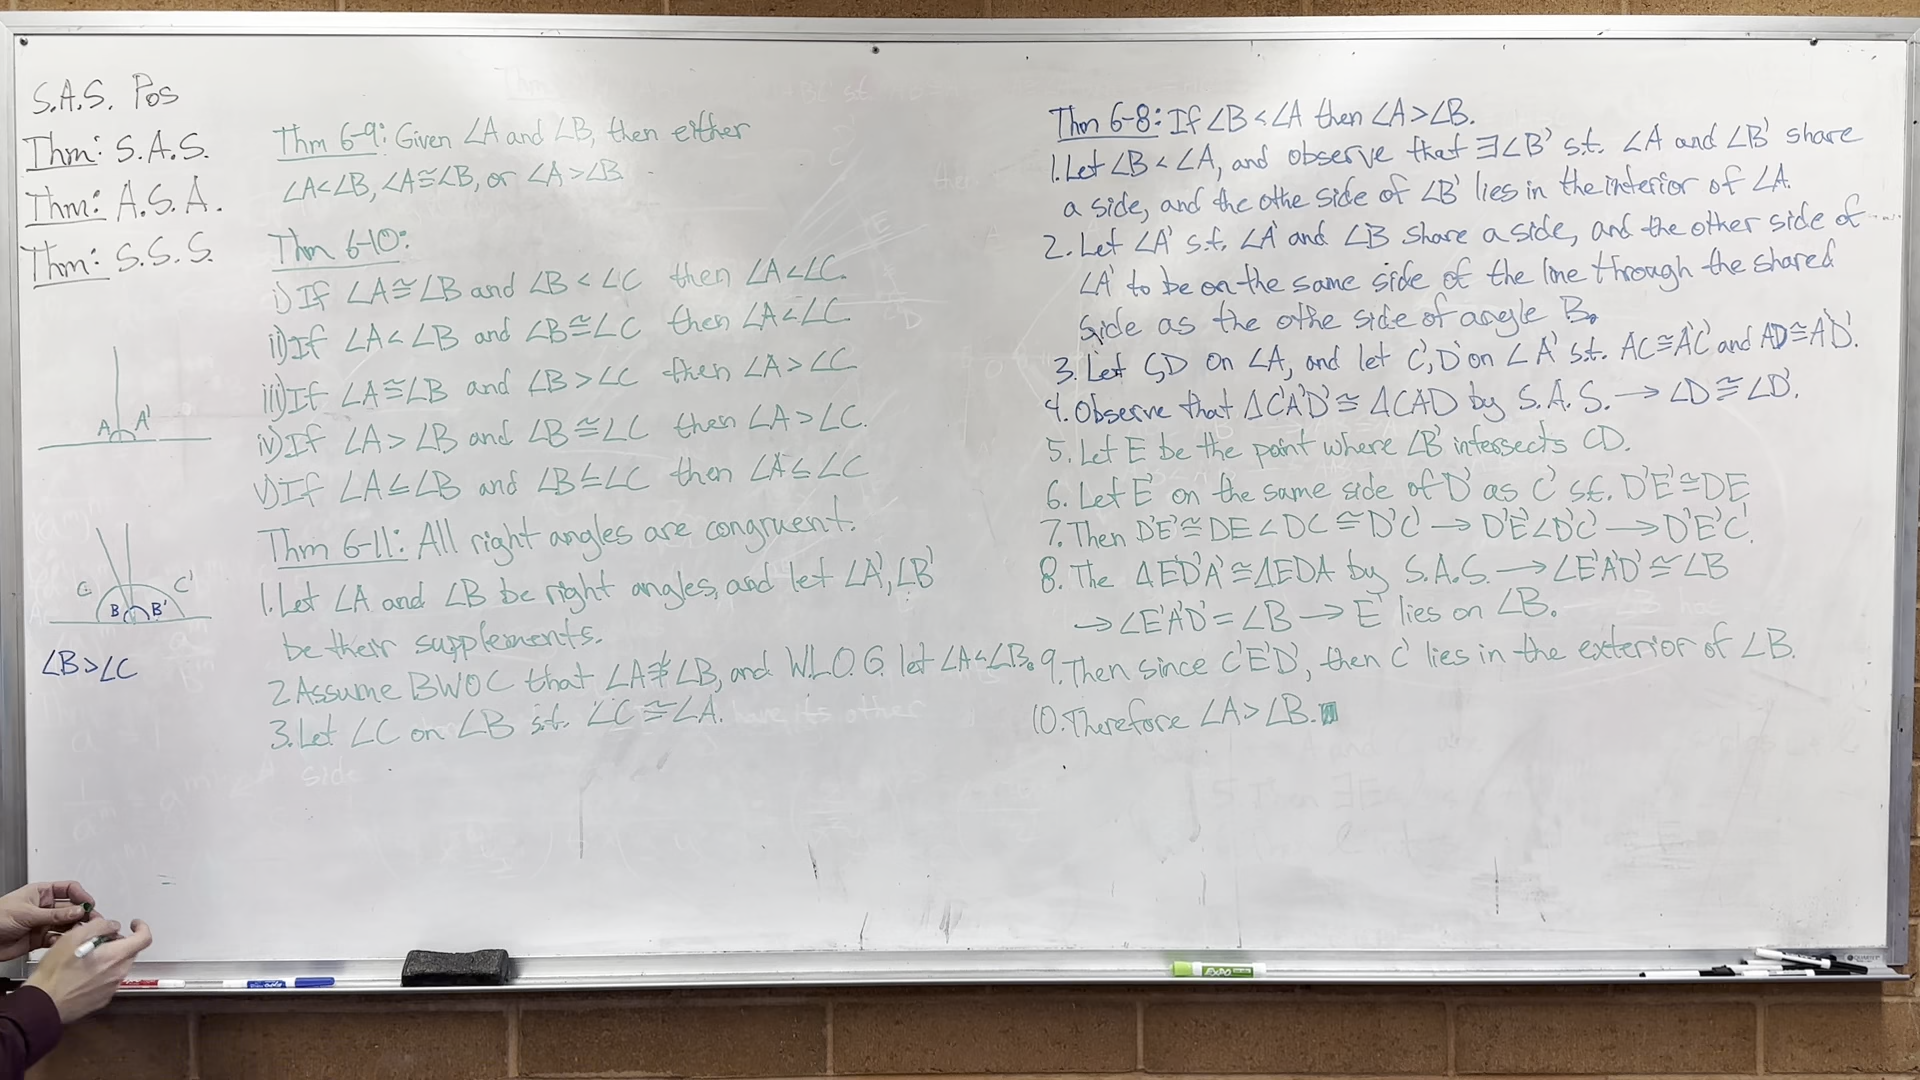 S.A.S. Pos
Thm: S.A.S.
Thm: A.S.A.
Thm: S.S.S.
A A'
C C'
B B'
∠B>∠C
Thm 6-9: Given ∠A and ∠B, then either
∠A<∠B, ∠A≅∠B, or ∠A>∠B
Thm 6-10:
i) If ∠A≅∠B and ∠B<∠C then ∠A<∠C.
ii) If ∠A<∠B and ∠B≅∠C then ∠A<∠C.
iii) If ∠A≅∠B and ∠B>∠C then ∠A>∠C
iv) If ∠A>∠B and ∠B≅∠C then ∠A>∠C.
v) If ∠A≤∠B and ∠B≤∠C then ∠A≤∠C
Thm 6-11: All right angles are congruent.
1. Let ∠A and ∠B be right angles, and let ∠A', ∠B'
be their supplements.
2. Assume BWOC that ∠A≇∠B, and W.L.O.G. let ∠A<∠B.
3. Let ∠C on ∠B s.t. ∠C≅∠A.
Thm 6-8: If ∠B<∠A then ∠A>∠B.
1. Let ∠B<∠A, and observe that ∃∠B' s.t. ∠A and ∠B' share
a side, and the othe side of ∠B' lies in the interior of ∠A.
2. Let ∠A' s.t. ∠A' and ∠B share a side, and the other side of
∠A' to be on the same side of the line through the shared
side as the othe side of angle B.
3. Let C,D on ∠A, and let C',D' on ∠A' s.t. AC≅A'C' and AD≅A'D'.
4. Observe that ΔC'A'D'≅ΔCAD by S.A.S. → ∠D≅∠D'.
5. Let E be the point where ∠B' intersects CD.
6. Let E' on the same side of D' as C' s.t. D'E'≅DE
7. Then D'E'≅DE<DC≅D'C' → D'E'<D'C' → D'E'C'.
8. The ΔE'D'A'≅ΔEDA by S.A.S. → ∠E'A'D'≅∠B
→ ∠E'A'D'=∠B → E' lies on ∠B.
9. Then since C'E'D', then C' lies in the exterior of ∠B.
10. Therefore ∠A>∠B.
EXPO